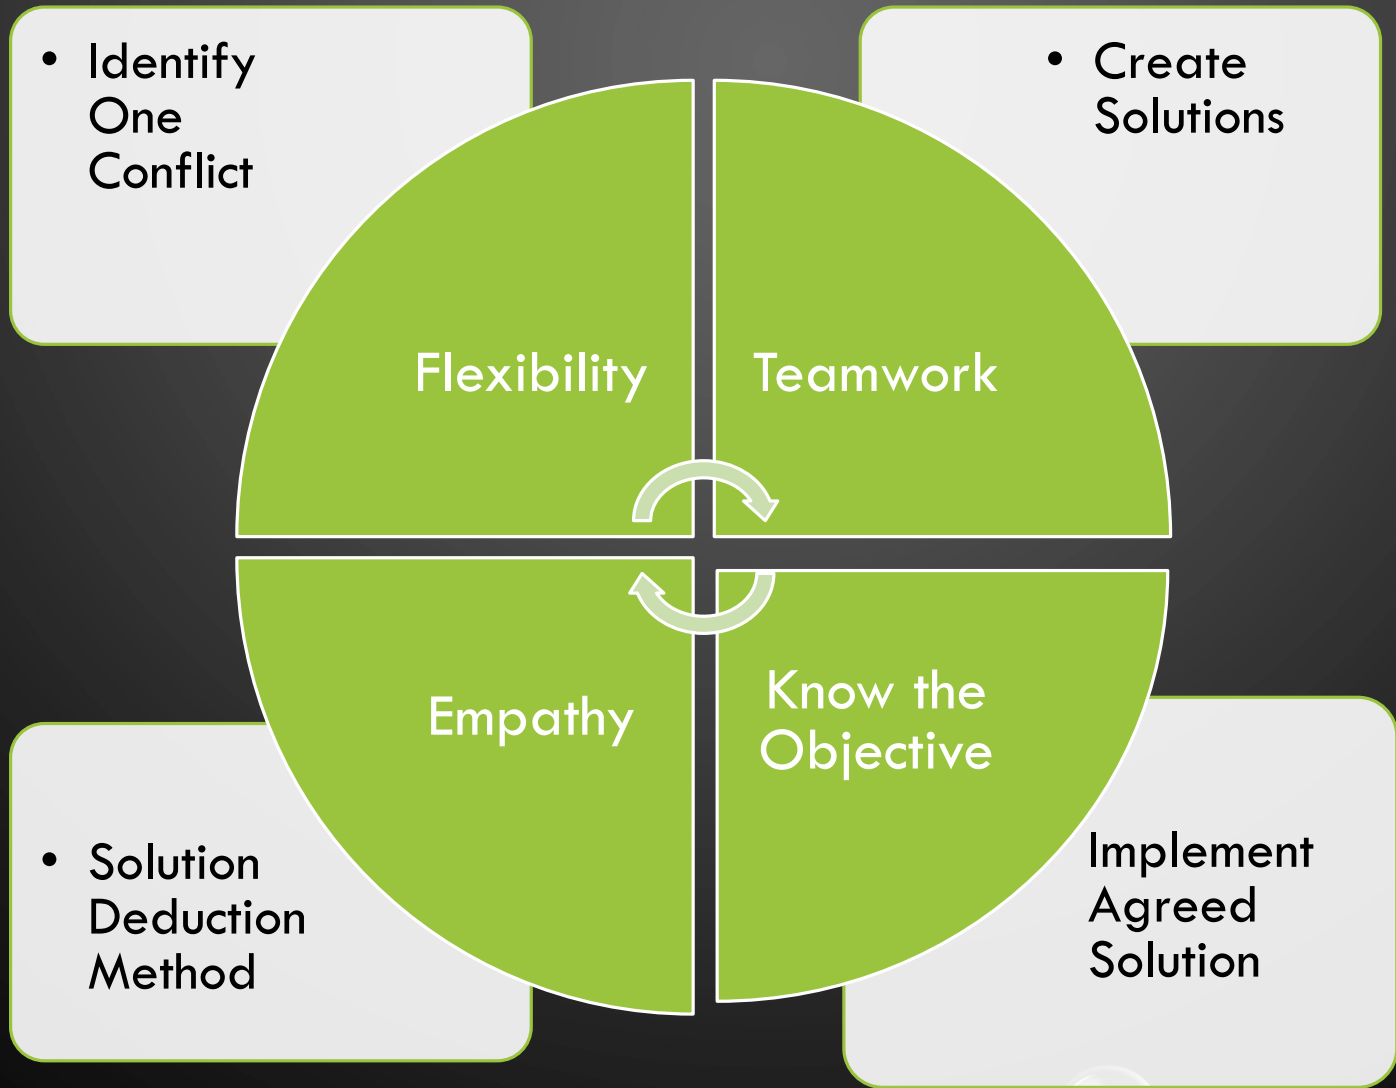 • Identify
One
Conflict
• Create
Solutions
Flexibility
Teamwork
Empathy
Know the
Objective
• Solution
Deduction
Method
Implement
Agreed
Solution